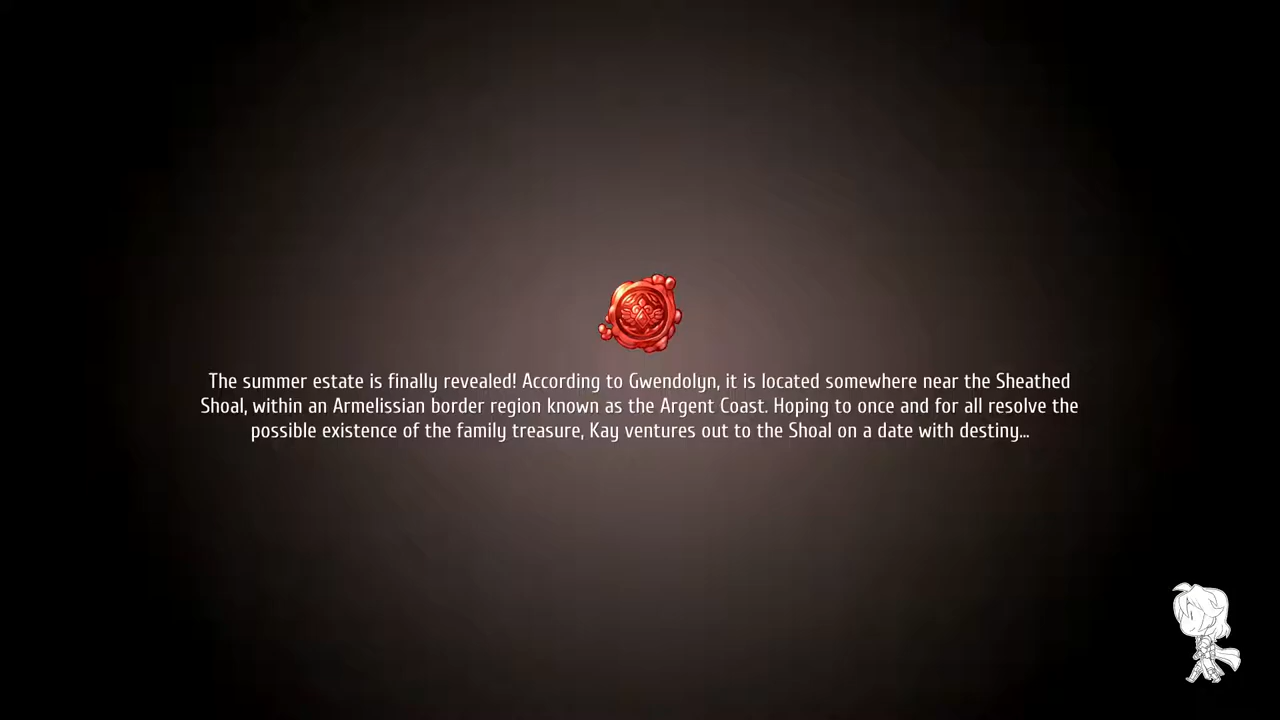 The summer estate is finally revealed! According to Gwendolyn, it is located somewhere near the Sheathed
Shoal, within an Armelissian border region known as the Argent Coast. Hoping to once and for all resolve the
possible existence of the family treasure, Kay ventures out to the Shoal on a date with destiny...